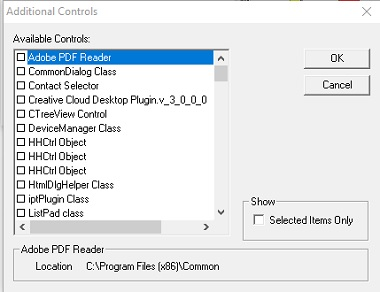 Additional Controls
Available Controls:
Adobe PDF Reader
CommonDialog Class
Contact Selector
Creative Cloud Desktop Plugin.v_3_0_0_0
CTreeView Control
DeviceManager Class
HHCtrl Object
HHCtrl Object
HHCtrl Object
HtmlDlgHelper Class
iptPlugin Class
ListPad class
OK
Cancel
Show
Selected Items Only
Adobe PDF Reader
Location C:\Program Files (x86)\Common